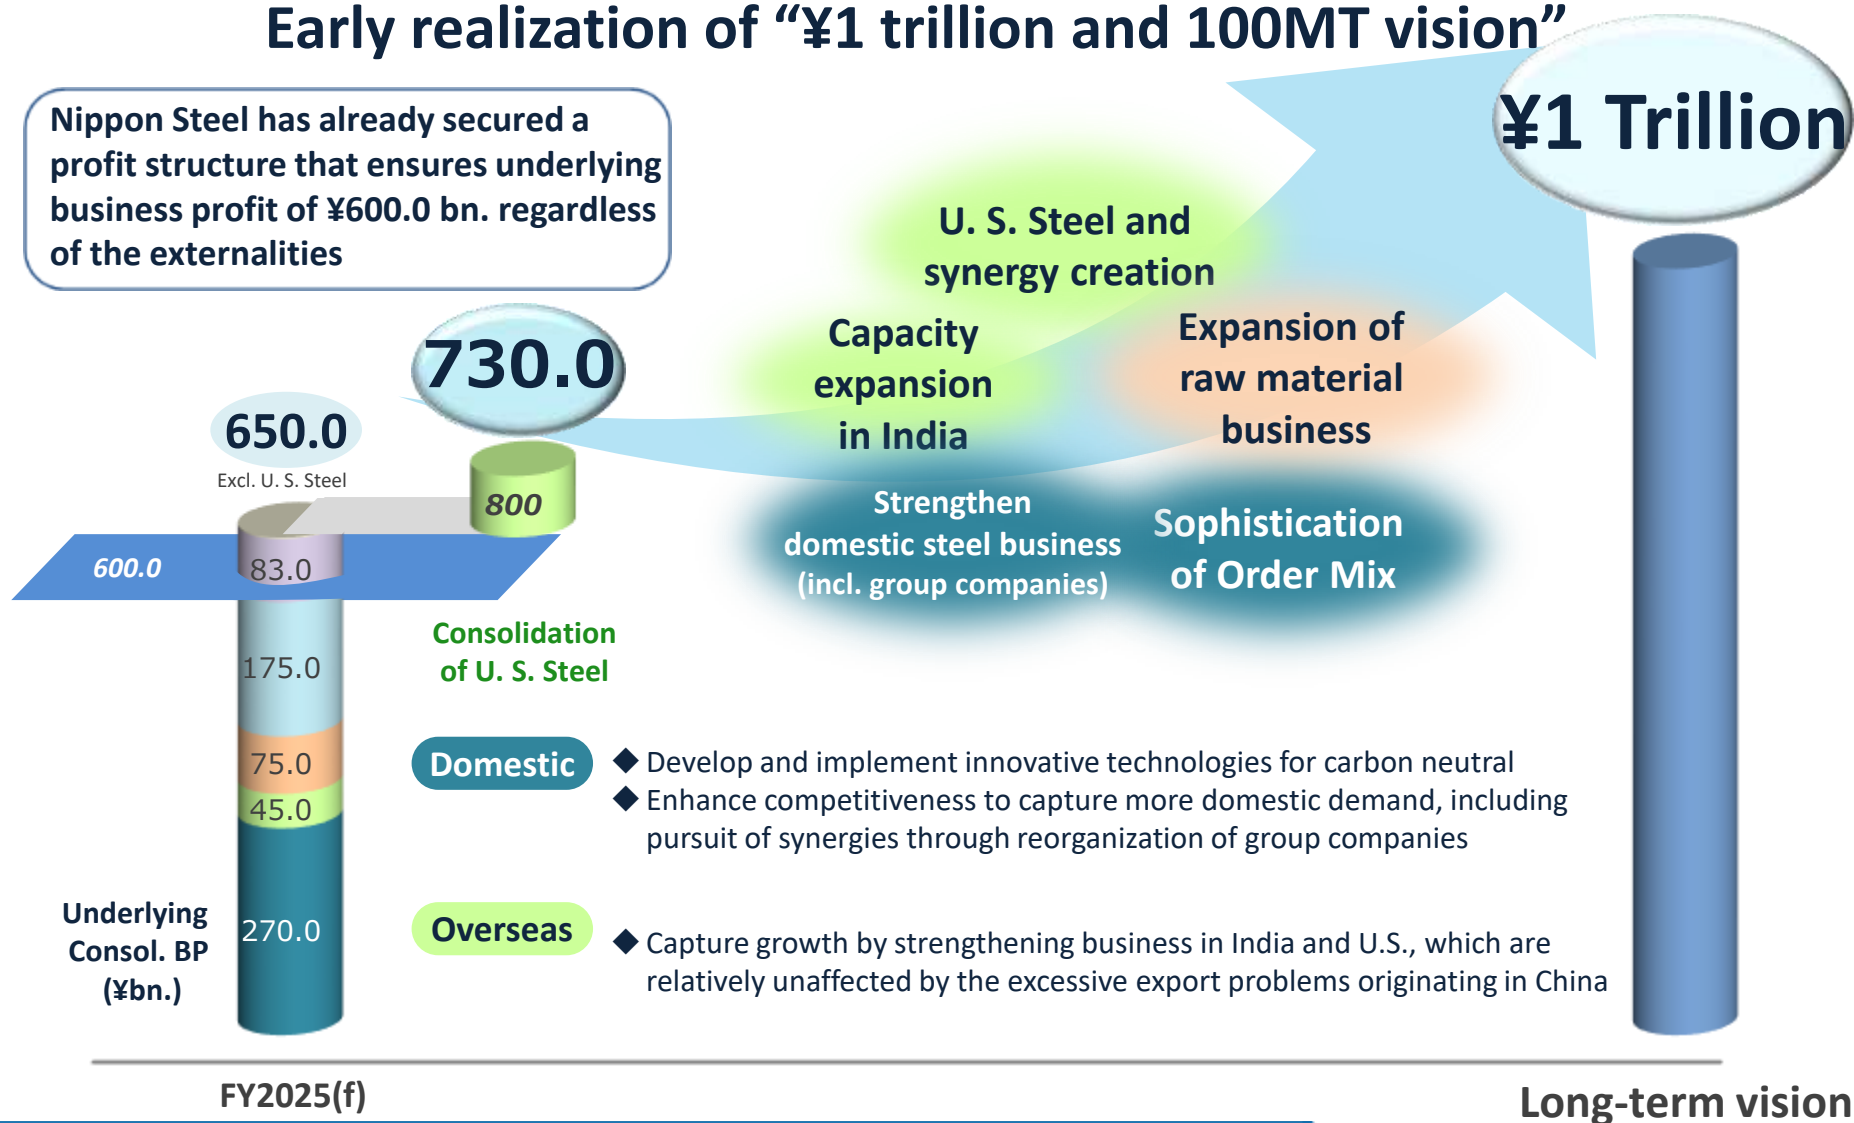 Early realization of “¥1 trillion and 100MT vision”
¥1 Trillion
Nippon Steel has already secured a
profit structure that ensures underlying
business profit of ¥600.0 bn. regardless
of the externalities
730.0
650.0
Excl. U. S. Steel
800
600.0
83.0
175.0
75.0
45.0
270.0
Underlying
Consol. BP
(¥bn.)
Consolidation
of U. S. Steel
U. S. Steel and
synergy creation
Capacity
expansion
in India
Expansion of
raw material
business
Strengthen
domestic steel business
(incl. group companies)
Sophistication
of Order Mix
Domestic
◆ Develop and implement innovative technologies for carbon neutral
◆ Enhance competitiveness to capture more domestic demand, including
pursuit of synergies through reorganization of group companies
Overseas
◆ Capture growth by strengthening business in India and U.S., which are
relatively unaffected by the excessive export problems originating in China
FY2025(f)
Long-term vision